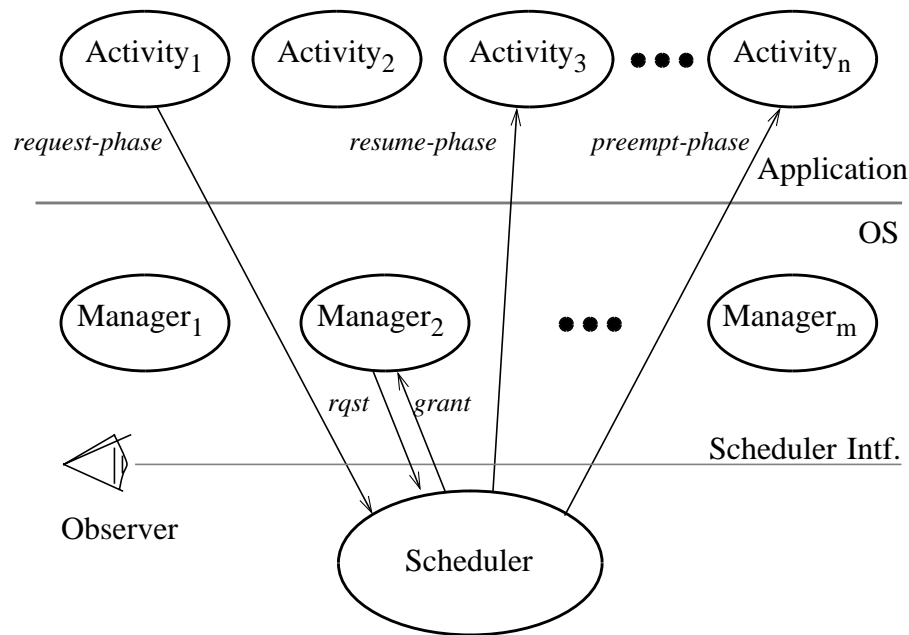 Activity₁ Activity₂ Activity₃ Activityₙ
request-phase resume-phase preempt-phase
Application
OS
Manager₁ Manager₂ Managerₘ
rqst grant
Scheduler Intf.
Observer
Scheduler